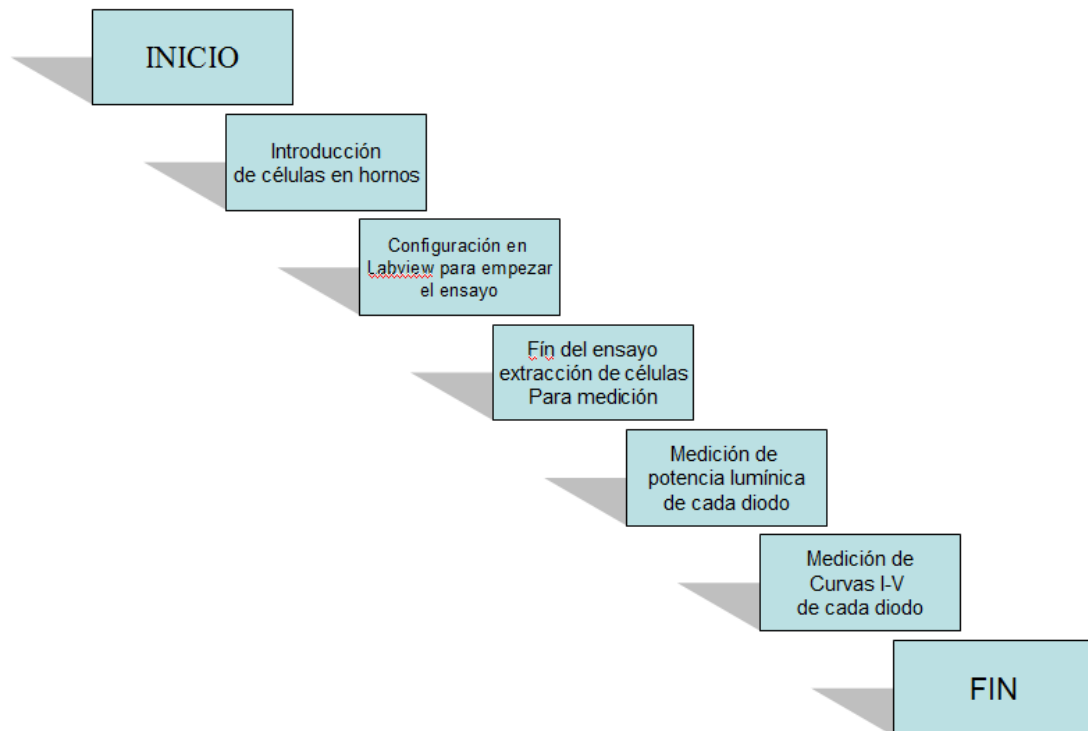 INICIO
Introducción
de células en hornos
Configuración en
Labview para empezar
el ensayo
Fín del ensayo
extracción de células
Para medición
Medición de
potencia lumínica
de cada diodo
Medición de
Curvas I-V
de cada diodo
FIN